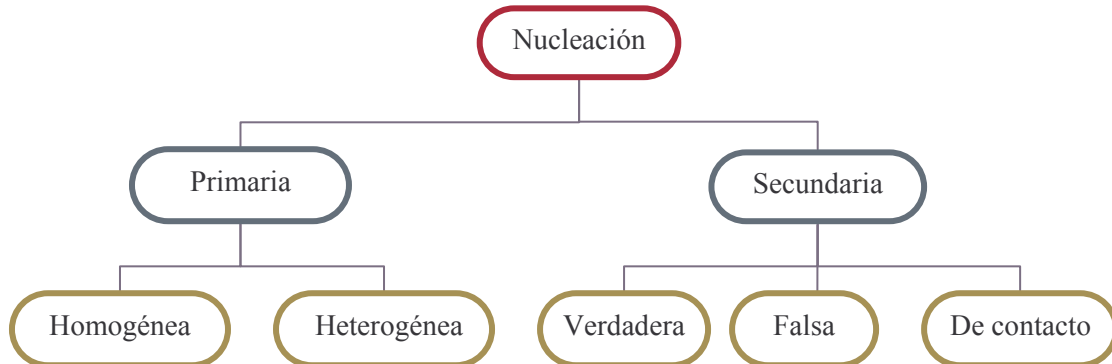 Nucleación
Primaria
Secundaria
Homogénea
Heterogénea
Verdadera
Falsa
De contacto